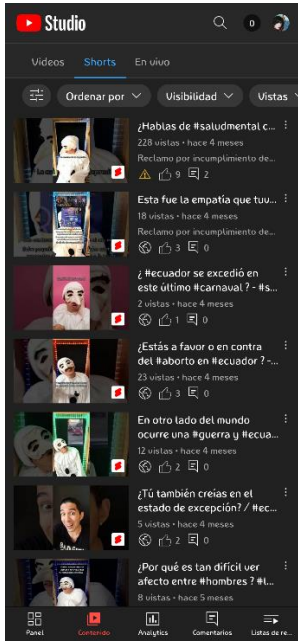 Studio
0
Videos Shorts En vivo
Ordenar por Visibilidad Vistas
¿Hablas de #saludmental c...
228 vistas • hace 4 meses
Reclamo por incumplimiento de...
9 2
Esta fue la empatía que tuv...
18 vistas • hace 4 meses
Reclamo por incumplimiento de...
3 0
¿ #ecuador se excedió en
este último #carnaval ? - #s...
2 vistas • hace 4 meses
1 0
¿Estás a favor o en contra
del #aborto en #ecuador ? -...
23 vistas • hace 4 meses
3 0
En otro lado del mundo
ocurre una #guerra y #ecua...
12 vistas • hace 4 meses
2 0
¿Tú también creías en el
estado de excepción? / #ec...
5 vistas • hace 4 meses
2 0
¿Por qué es tan difícil ver
afecto entre #hombres ? #l...
8 vistas • hace 5 meses
Panel Contenido Analytics Comentarios Listas de re...